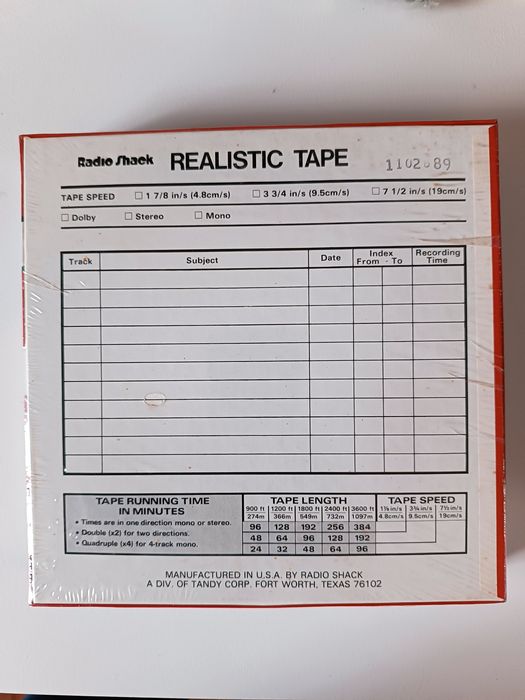 Radio Shack REALISTIC TAPE 1102-89
TAPE SPEED 1 7/8 in/s (4.8cm/s) 3 3/4 in/s (9.5cm/s) 7 1/2 in/s (19cm/s)
Dolby Stereo Mono
Track Subject Date Index From - To Recording Time
TAPE RUNNING TIME IN MINUTES
• Times are in one direction mono or stereo.
• Double (x2) for two directions.
• Quadruple (x4) for 4-track mono.
TAPE LENGTH TAPE SPEED
900 ft 1200 ft 1800 ft 2400 ft 3600 ft 1⅞ in/s 3¾ in/s 7½ in/s
274m 366m 549m 732m 1097m 4.8cm/s 9.5cm/s 19cm/s
96 128 192 256 384
48 64 96 128 192
24 32 48 64 96
MANUFACTURED IN U.S.A. BY RADIO SHACK
A DIV. OF TANDY CORP. FORT WORTH, TEXAS 76102